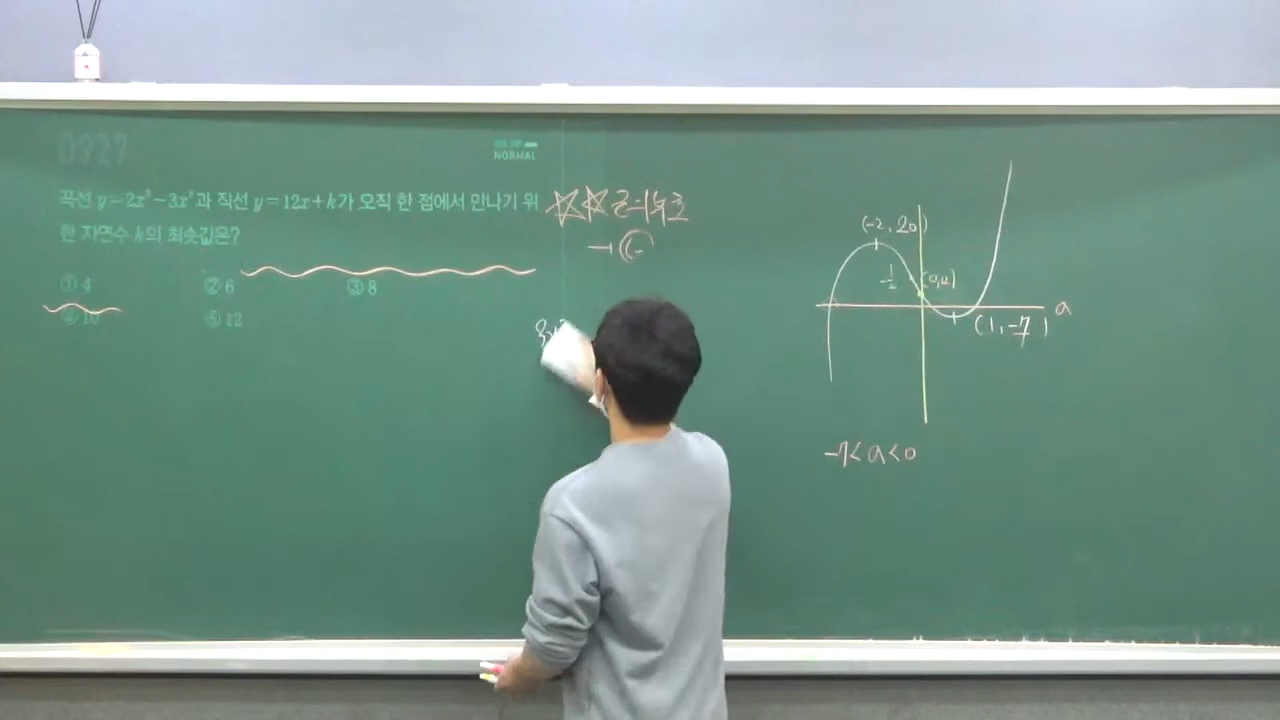 0927
NORMAL
곡선 y=2x³-3x²과 직선 y=12x+k가 오직 한 점에서 만나기 위
한 자연수 k의 최솟값은?
① 4 ② 6 ③ 8
④ 10 ⑤ 12
(-2, 20)
(0,a)
a
(1, -7)
-7<a<0